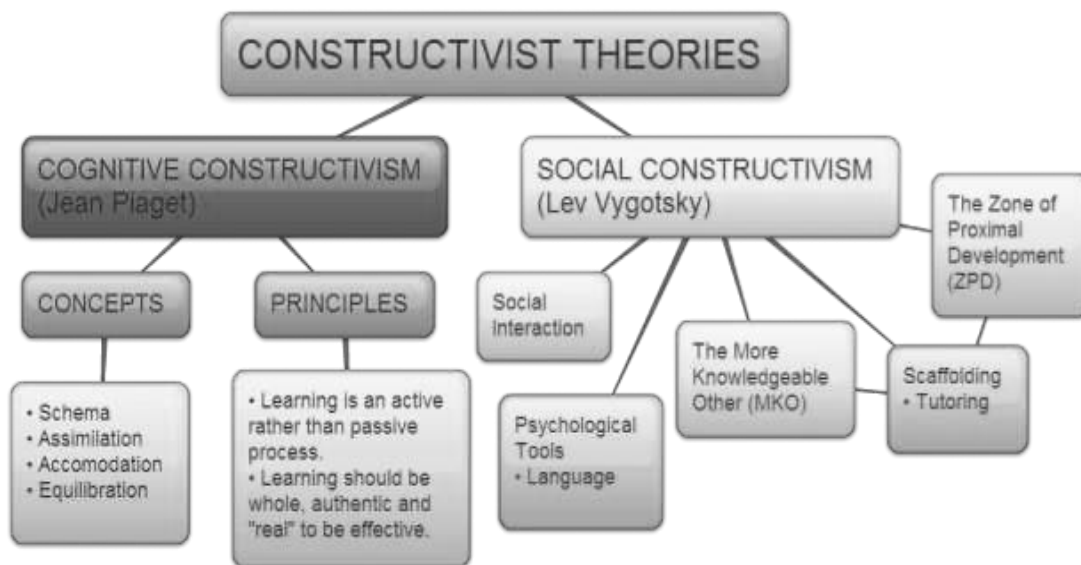 CONSTRUCTIVIST THEORIES
COGNITIVE CONSTRUCTIVISM
(Jean Piaget)
CONCEPTS
• Schema
• Assimilation
• Accomodation
• Equilibration
PRINCIPLES
• Learning is an active
rather than passive
process.
• Learning should be
whole, authentic and
"real" to be effective.
SOCIAL CONSTRUCTIVISM
(Lev Vygotsky)
Social
Interaction
Psychological
Tools
• Language
The More
Knowledgeable
Other (MKO)
Scaffolding
• Tutoring
The Zone of
Proximal
Development
(ZPD)